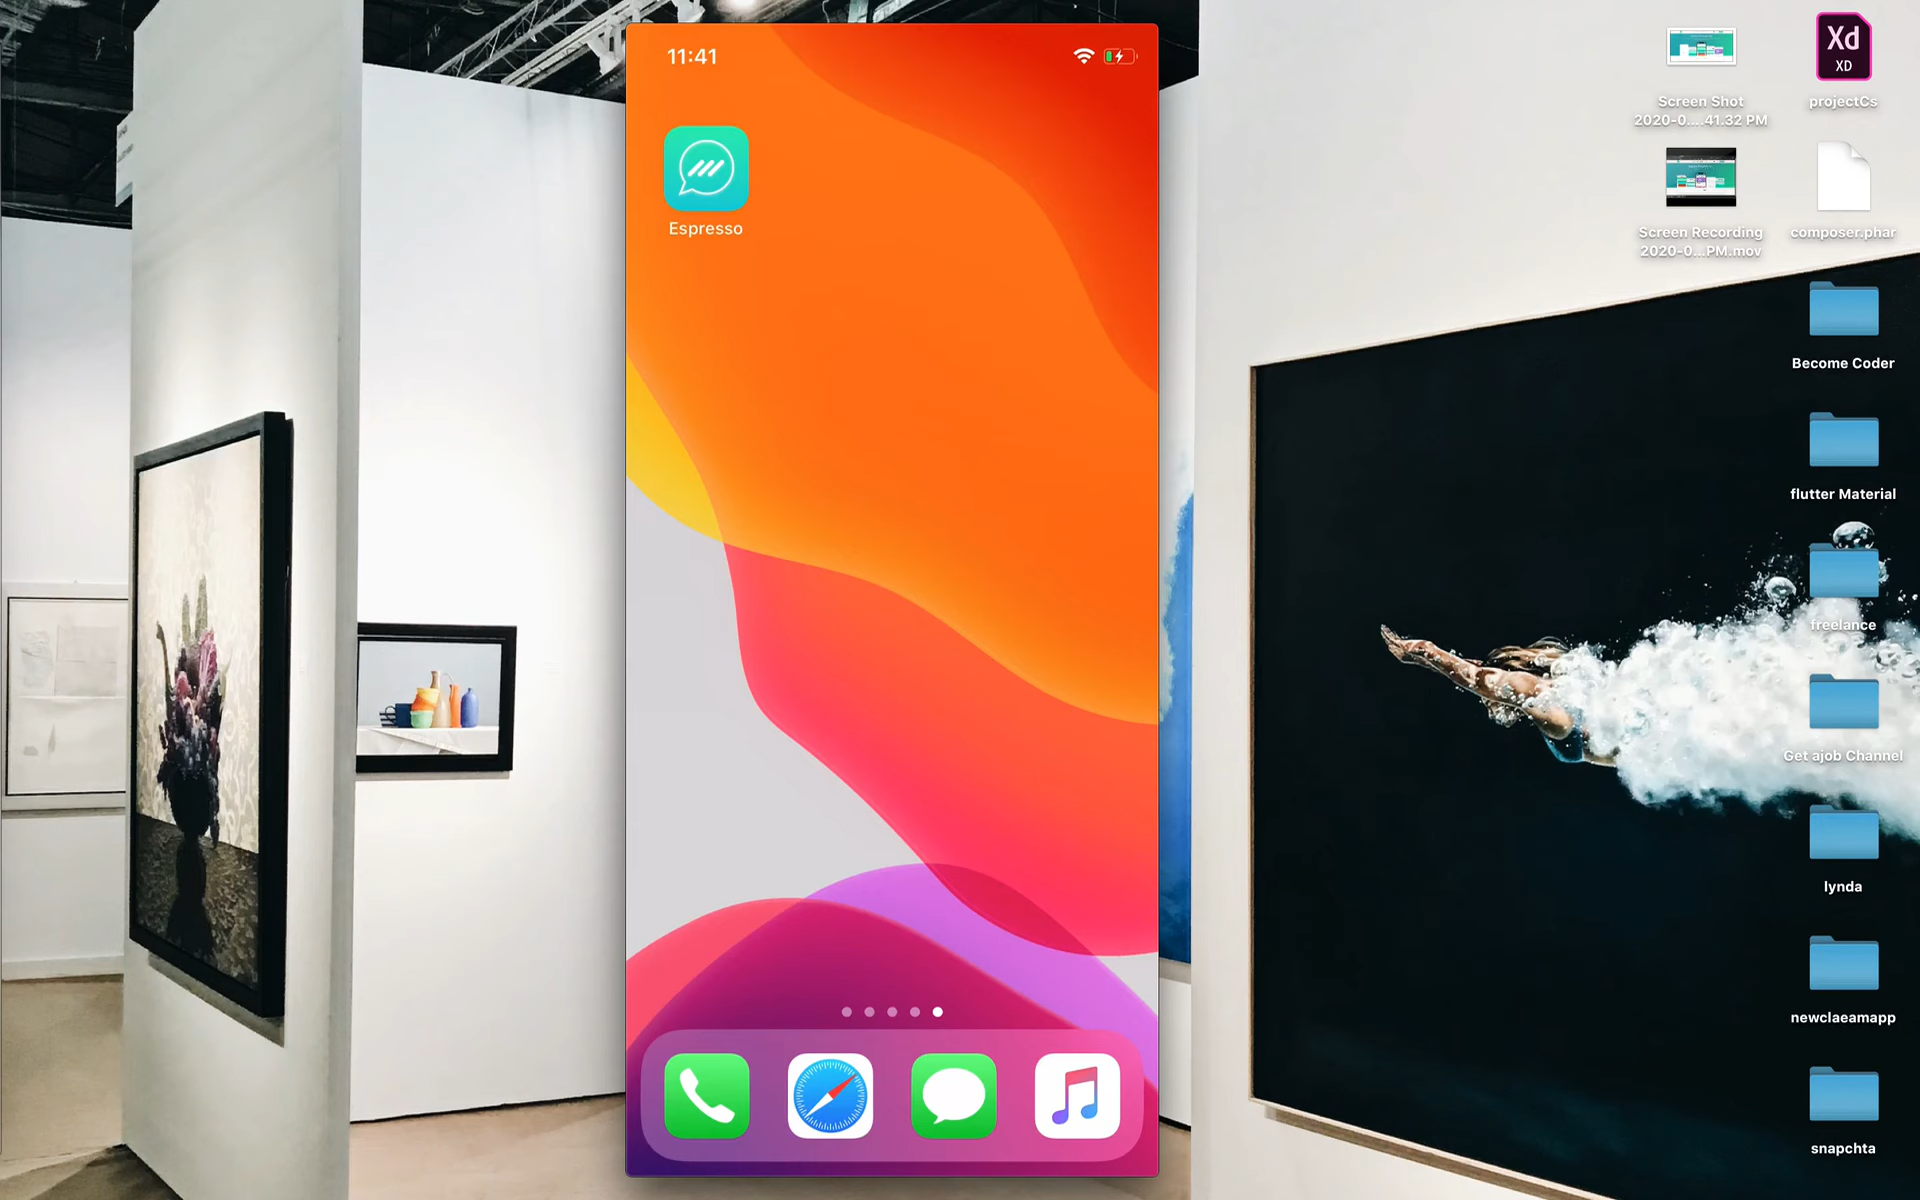 11:41
Espresso
Screen Shot
2020-0....41.32 PM
Xd
XD
projectCs
Screen Recording
2020-0...PM.mov
composer.phar
Become Coder
flutter Material
freelance
Get ajob Channel
lynda
newclaeamapp
snapchta